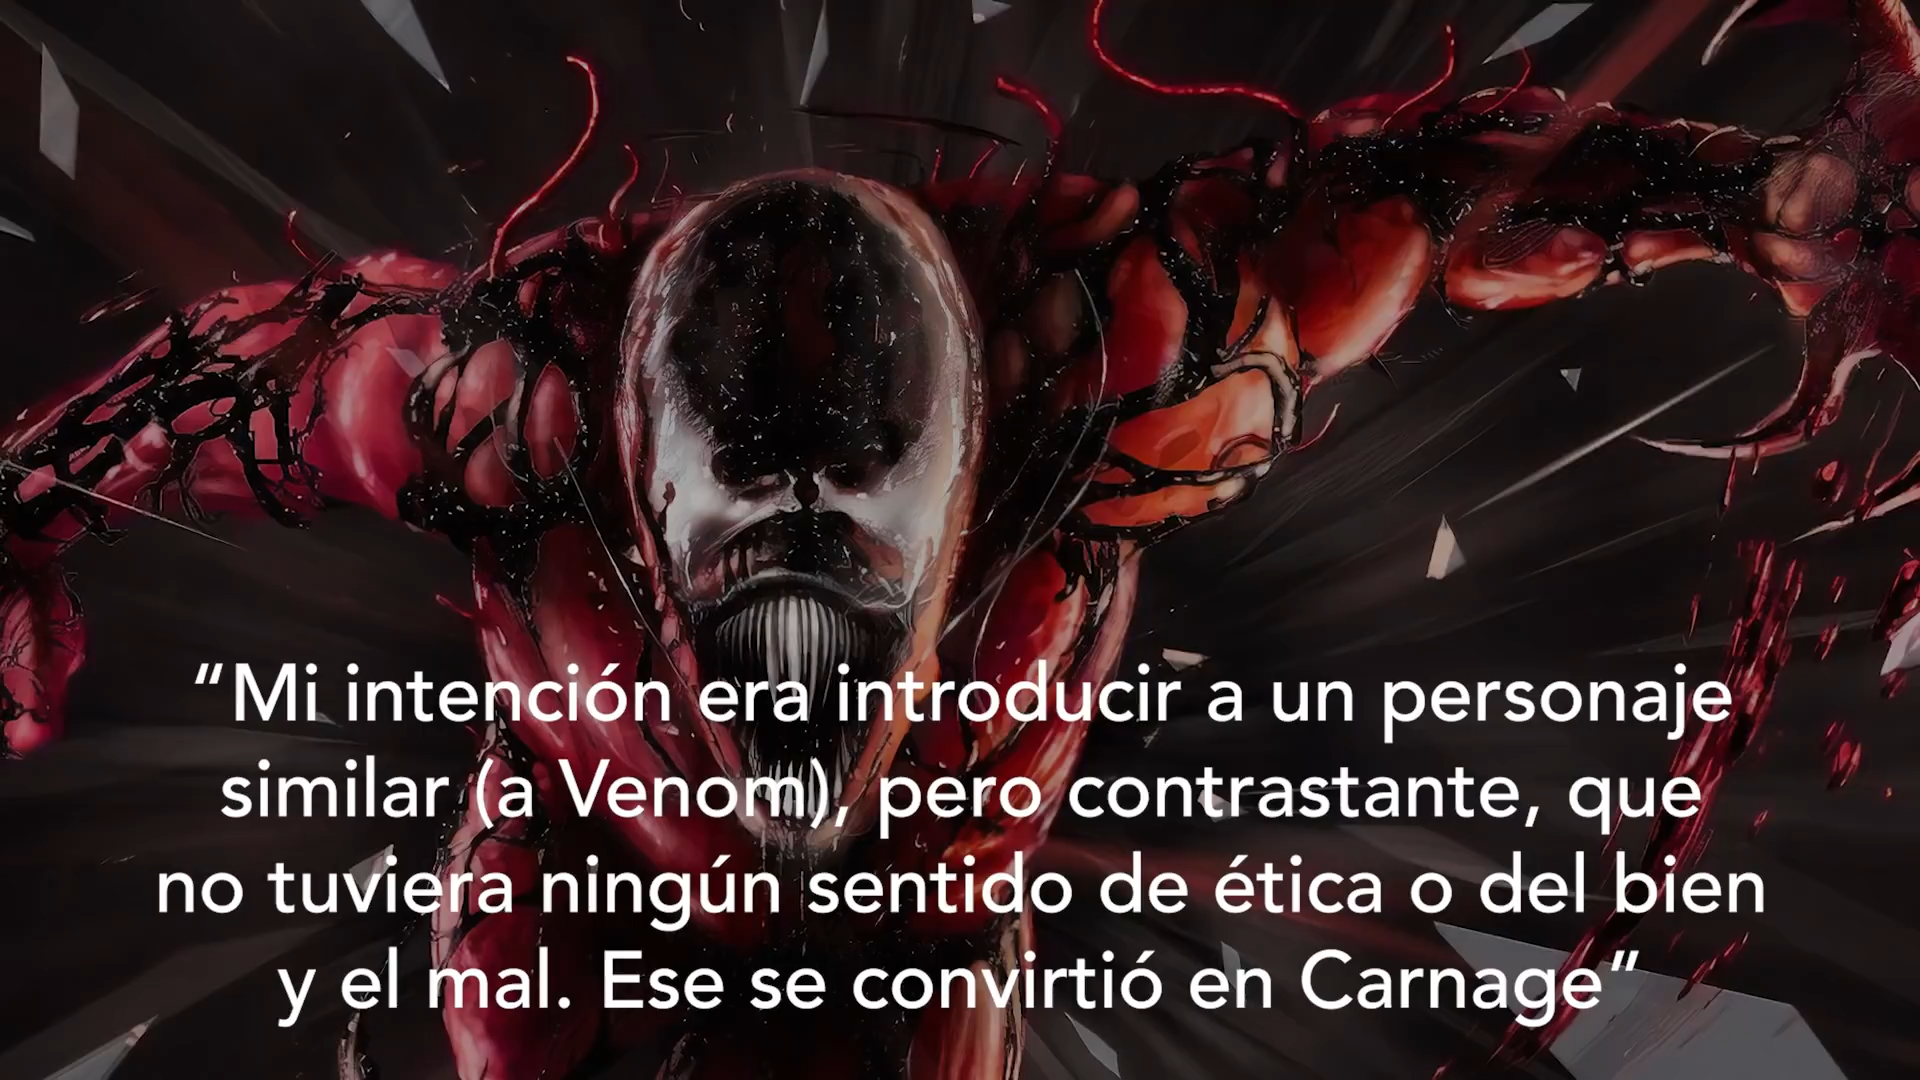 “Mi intención era introducir a un personaje
similar (a Venom), pero contrastante, que
no tuviera ningún sentido de ética o del bien
y el mal. Ese se convirtió en Carnage”